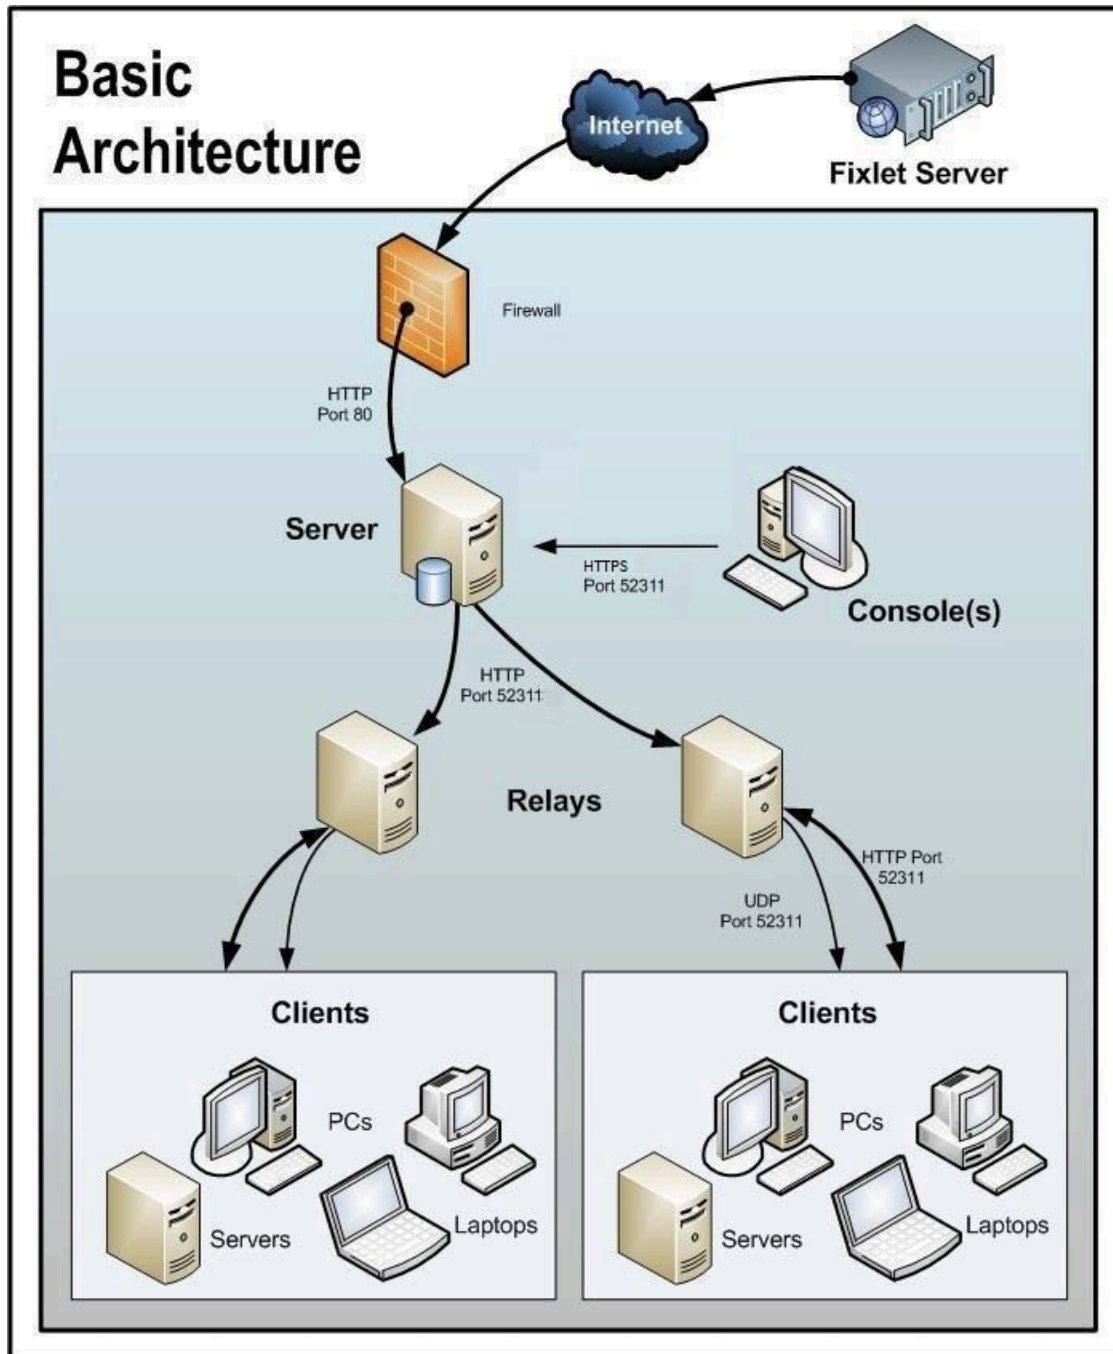 Basic
Architecture
Internet
Fixlet Server
Firewall
HTTP
Port 80
Server
HTTPS
Port 52311
Console(s)
HTTP
Port 52311
Relays
HTTP Port
52311
UDP
Port 52311
Clients
PCs
Servers
Laptops
Clients
PCs
Servers
Laptops